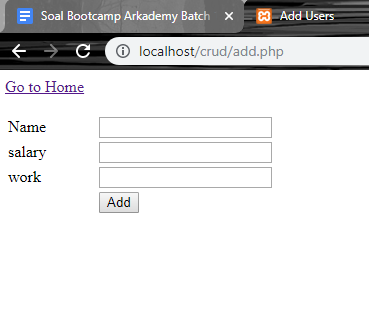 Soal Bootcamp Arkademy Batch
Add Users
localhost/crud/add.php
Go to Home
Name
salary
work
Add